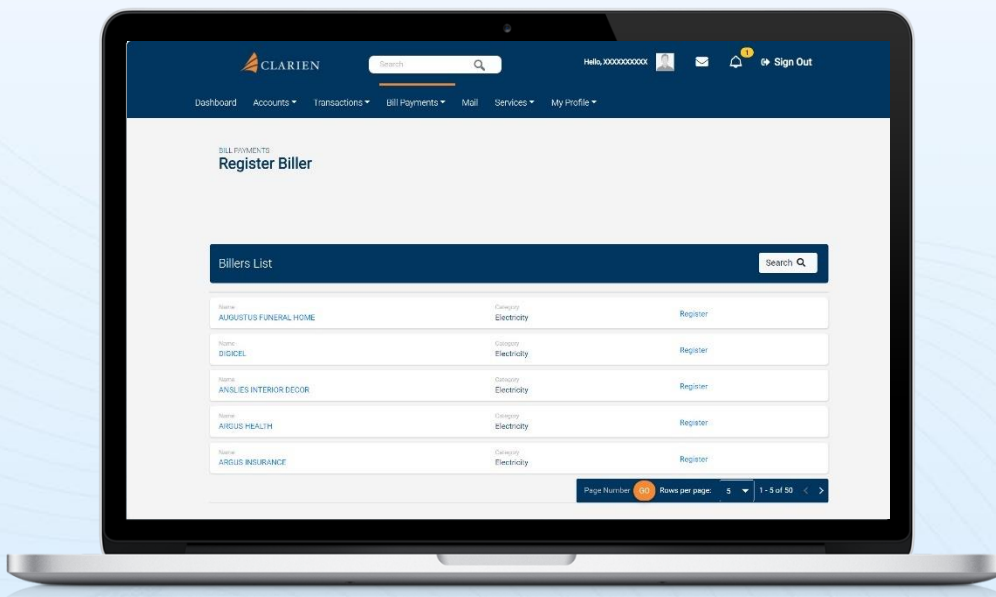 CLARIEN
Search
Hello, XXXXXXXXXX
1
Sign Out
Dashboard Accounts Transactions Bill Payments Mail Services My Profile
BILL PAYMENTS
Register Biller
Billers List
Search
Name Category
AUGUSTUS FUNERAL HOME Electricity Register
Name Category
DIGICEL Electricity Register
Name Category
ANSLIES INTERIOR DECOR Electricity Register
Name Category
ARGUS HEALTH Electricity Register
Name Category
ARGUS INSURANCE Electricity Register
Page Number GO Rows per page: 5 1 - 5 of 50